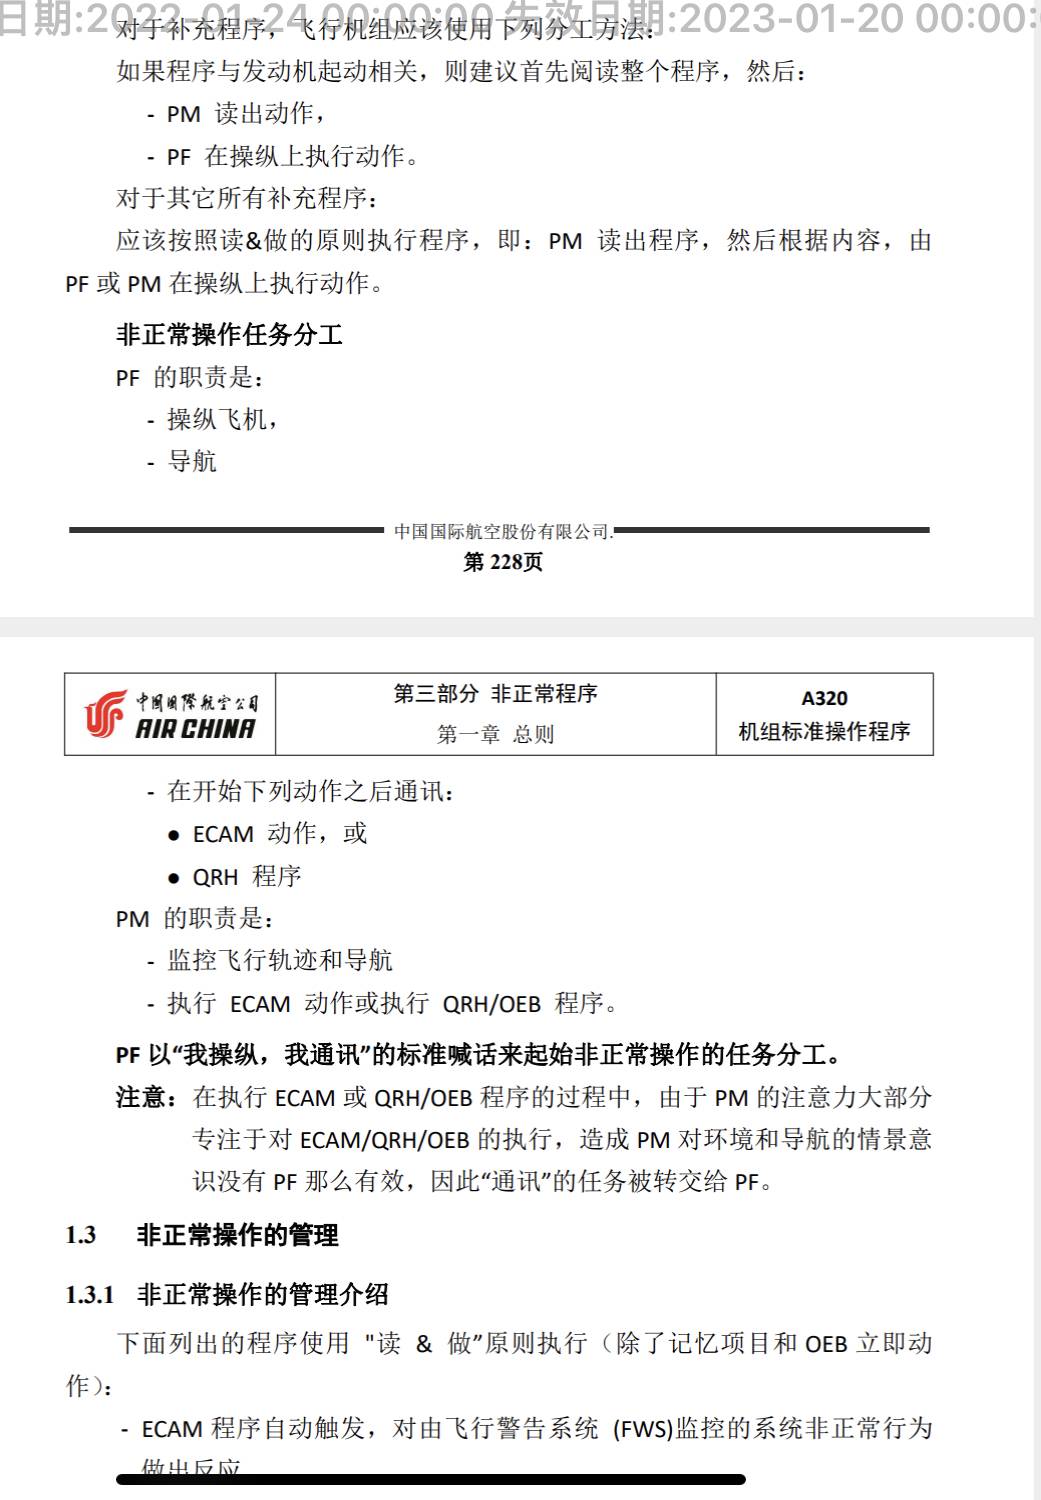 日期:2022-01-24 00:00:00 失效日期:2023-01-20 00:00:
对于补充程序，飞行机组应该使用下列分工方法：
如果程序与发动机起动相关，则建议首先阅读整个程序，然后：
- PM 读出动作，
- PF 在操纵上执行动作。
对于其它所有补充程序：
应该按照读&做的原则执行程序，即：PM 读出程序，然后根据内容，由
PF 或 PM 在操纵上执行动作。
非正常操作任务分工
PF 的职责是：
- 操纵飞机，
- 导航
中国国际航空股份有限公司.
第 228页
中国国际航空公司
AIR CHINA
第三部分 非正常程序
第一章 总则
A320
机组标准操作程序
- 在开始下列动作之后通讯：
● ECAM 动作，或
● QRH 程序
PM 的职责是：
- 监控飞行轨迹和导航
- 执行 ECAM 动作或执行 QRH/OEB 程序。
PF 以“我操纵，我通讯”的标准喊话来起始非正常操作的任务分工。
注意：在执行 ECAM 或 QRH/OEB 程序的过程中，由于 PM 的注意力大部分
专注于对 ECAM/QRH/OEB 的执行，造成 PM 对环境和导航的情景意
识没有 PF 那么有效，因此“通讯”的任务被转交给 PF。
1.3 非正常操作的管理
1.3.1 非正常操作的管理介绍
下面列出的程序使用 "读 & 做”原则执行（除了记忆项目和 OEB 立即动
作）：
- ECAM 程序自动触发，对由飞行警告系统 (FWS)监控的系统非正常行为
做出反应